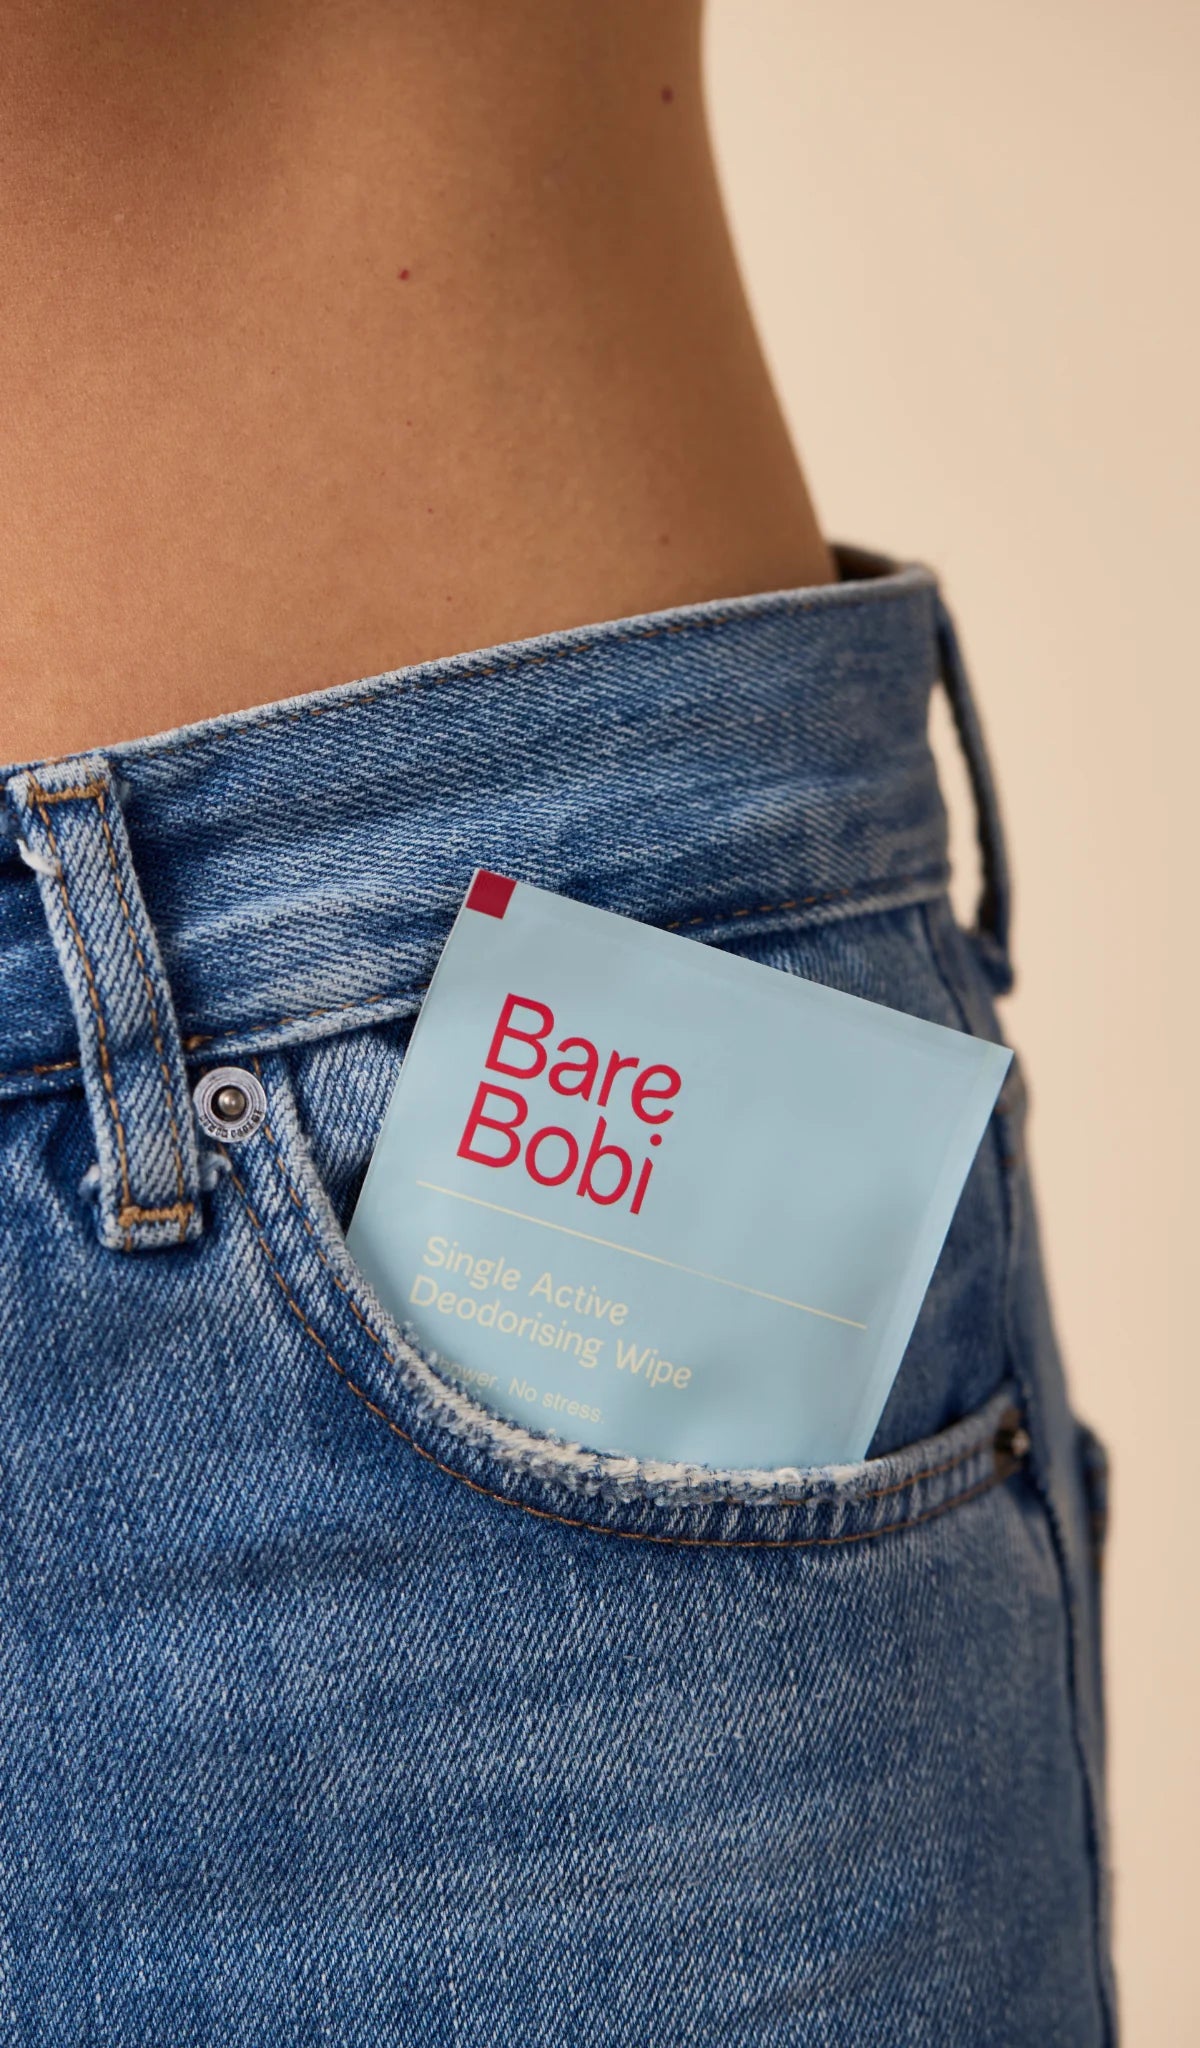 Bare
Bobi
Single Active
Deodorising Wipe
No stress.